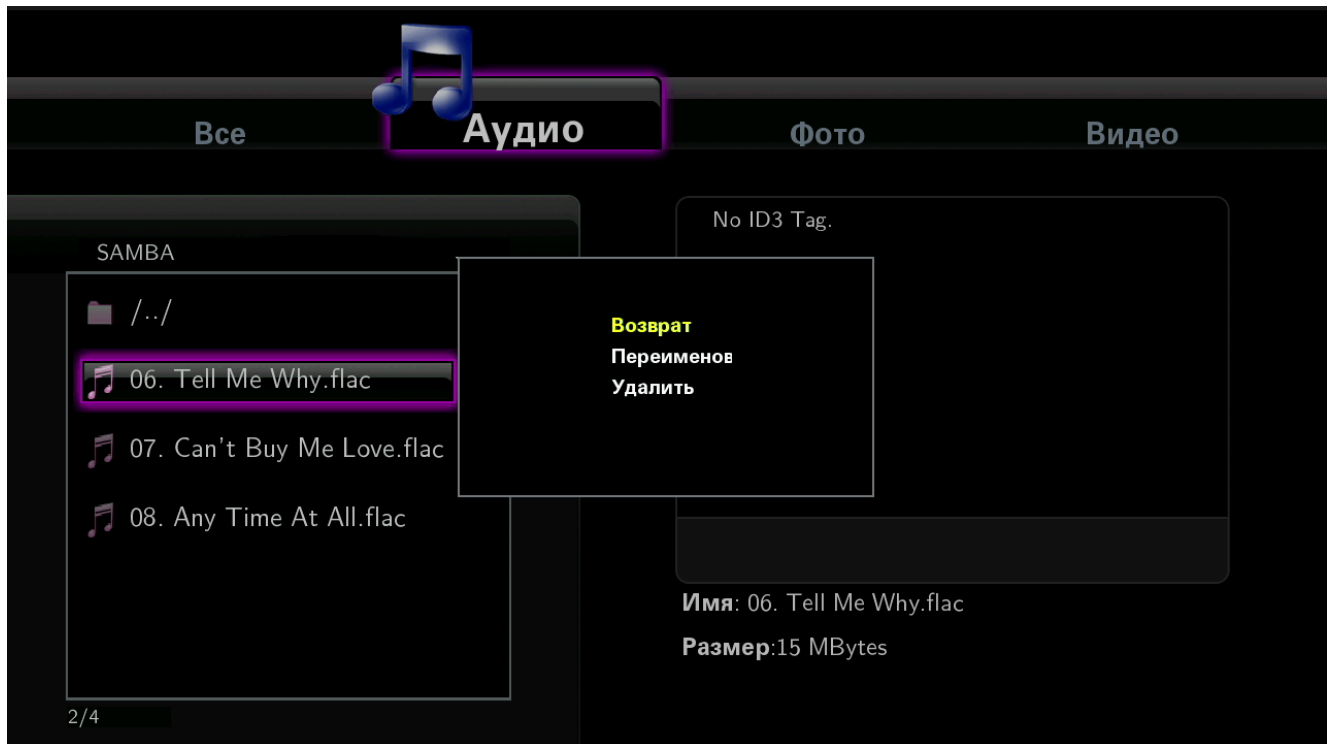 Все
Аудио
Фото
Видео
SAMBA
/../
06. Tell Me Why.flac
07. Can't Buy Me Love.flac
08. Any Time At All.flac
2/4
Возврат
Переименов
Удалить
No ID3 Tag.
Имя: 06. Tell Me Why.flac
Размер:15 MBytes